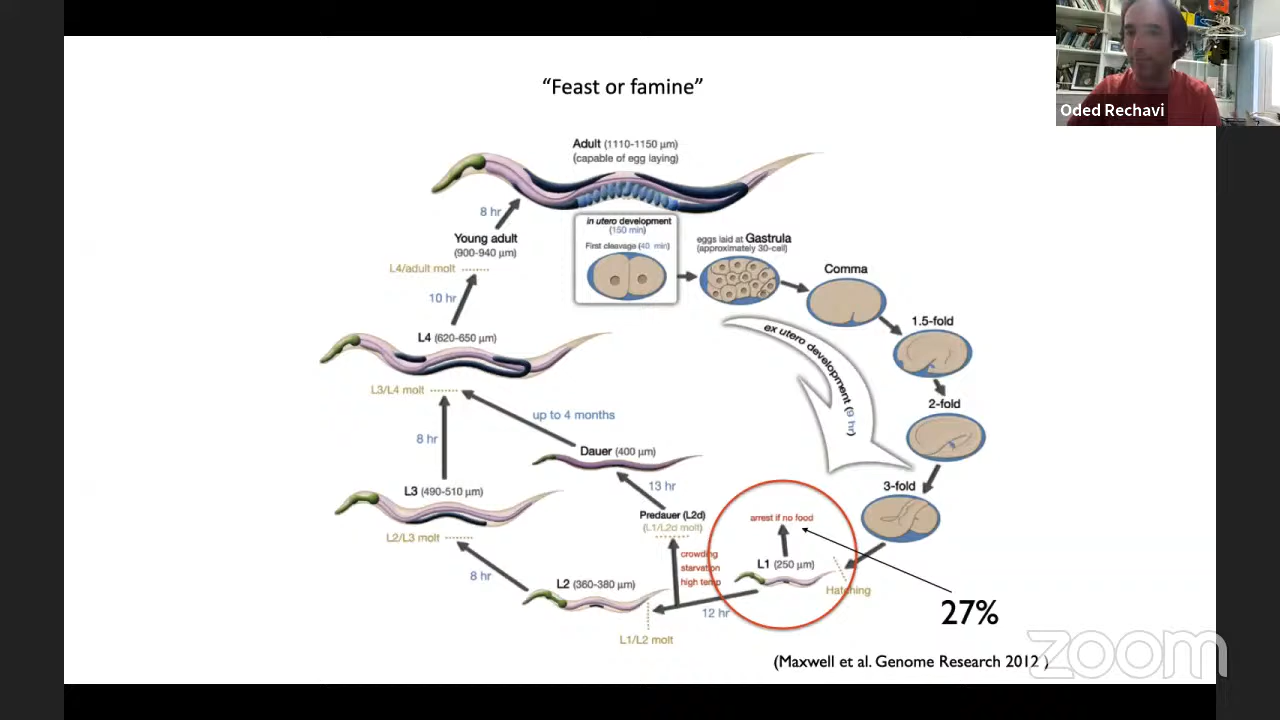 Oded Rechavi
“Feast or famine”
Adult (1110-1150 μm)
(capable of egg laying)
8 hr
in utero development
(150 min)
First cleavage (40 min)
eggs laid at Gastrula
(approximately 30-cell)
Comma
1.5-fold
2-fold
3-fold
ex utero development (9 hr)
Young adult
(900-940 μm)
L4/adult molt
10 hr
L4 (620-650 μm)
L3/L4 molt
up to 4 months
8 hr
Dauer (400 μm)
13 hr
L3 (490-510 μm)
Predauer (L2d)
(L1/L2d molt)
L2/L3 molt
crowding
starvation
high temp
arrest if no food
L1 (250 μm)
Hatching
8 hr
L2 (360-380 μm)
12 hr
L1/L2 molt
27%
(Maxwell et al. Genome Research 2012 )
zoom